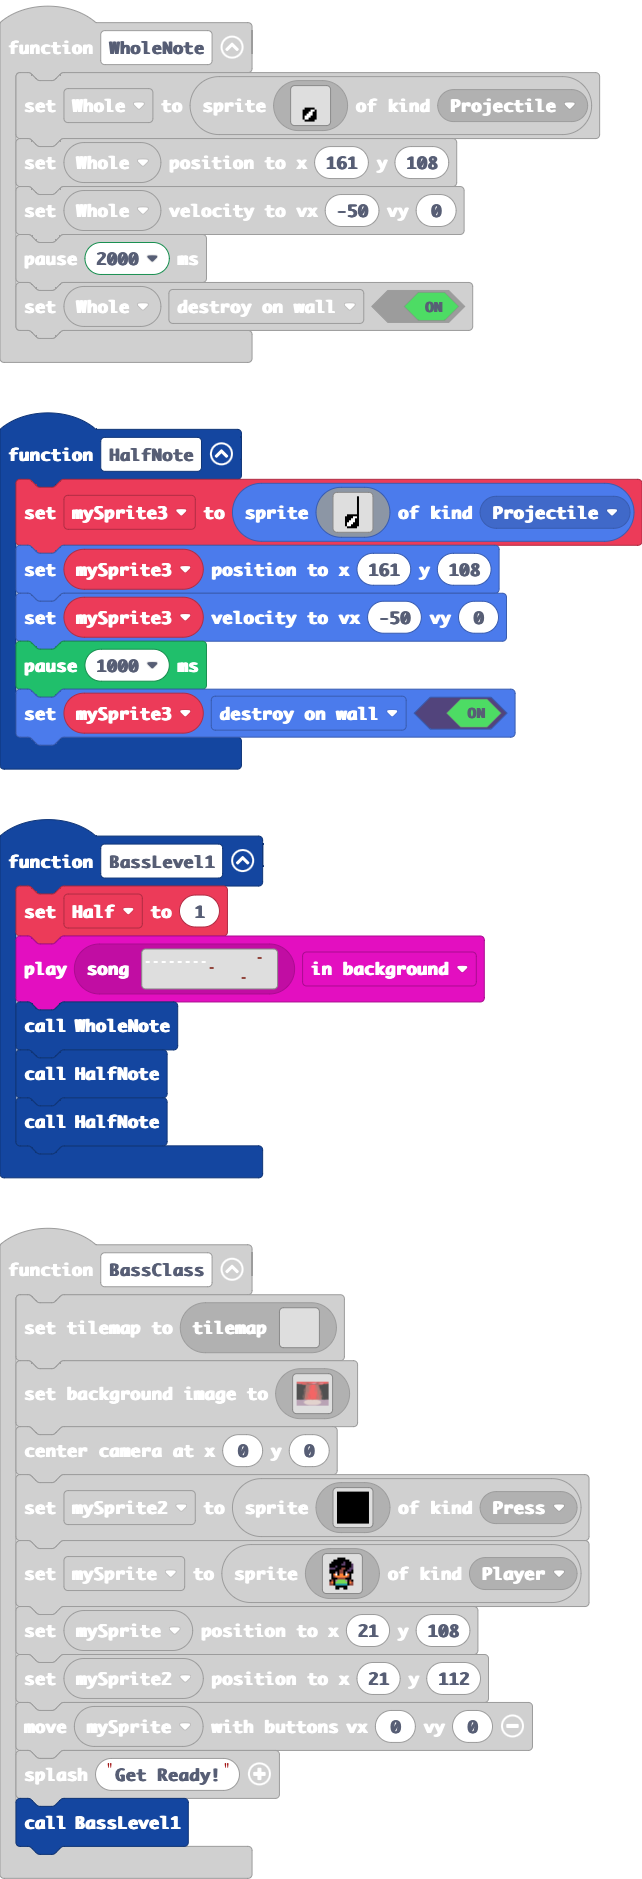 function WholeNote
set Whole to sprite of kind Projectile
set Whole position to x 161 y 108
set Whole velocity to vx -50 vy 0
pause 2000 ms
set Whole destroy on wall ON
function HalfNote
set mySprite3 to sprite of kind Projectile
set mySprite3 position to x 161 y 108
set mySprite3 velocity to vx -50 vy 0
pause 1000 ms
set mySprite3 destroy on wall ON
function BassLevel1
set Half to 1
play song in background
call WholeNote
call HalfNote
call HalfNote
function BassClass
set tilemap to tilemap
set background image to
center camera at x 0 y 0
set mySprite2 to sprite of kind Press
set mySprite to sprite of kind Player
set mySprite position to x 21 y 108
set mySprite2 position to x 21 y 112
move mySprite with buttons vx 0 vy 0
splash "Get Ready!"
call BassLevel1